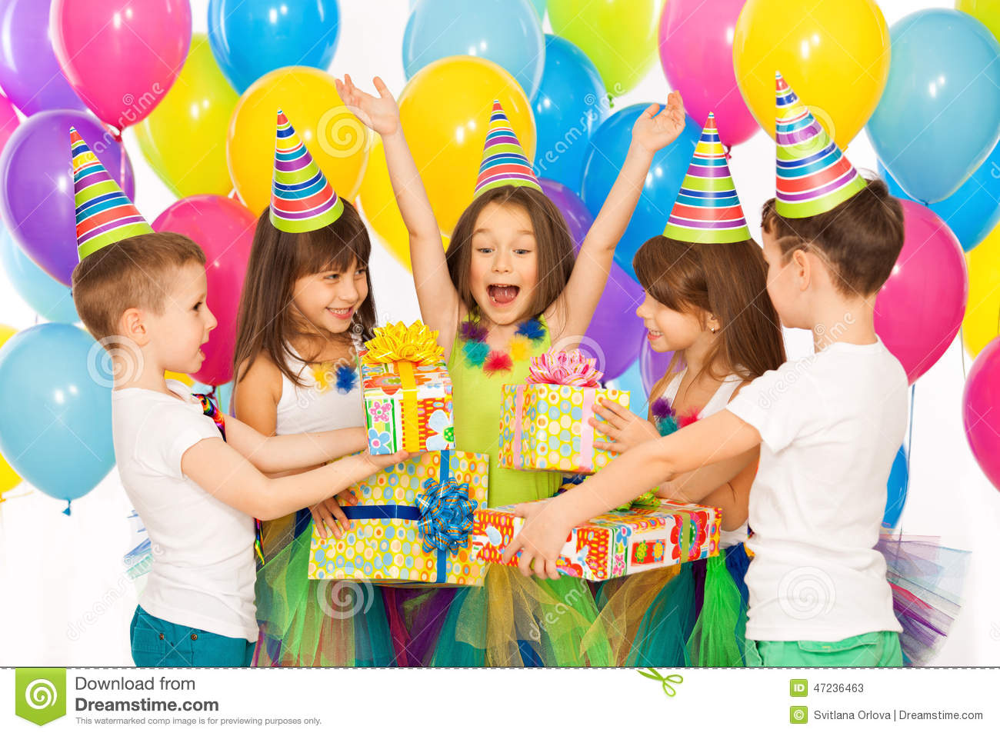 Download from
Dreamstime.com
This watermarked comp image is for previewing purposes only.
ID 47236463
© Svitlana Orlova | Dreamstime.com